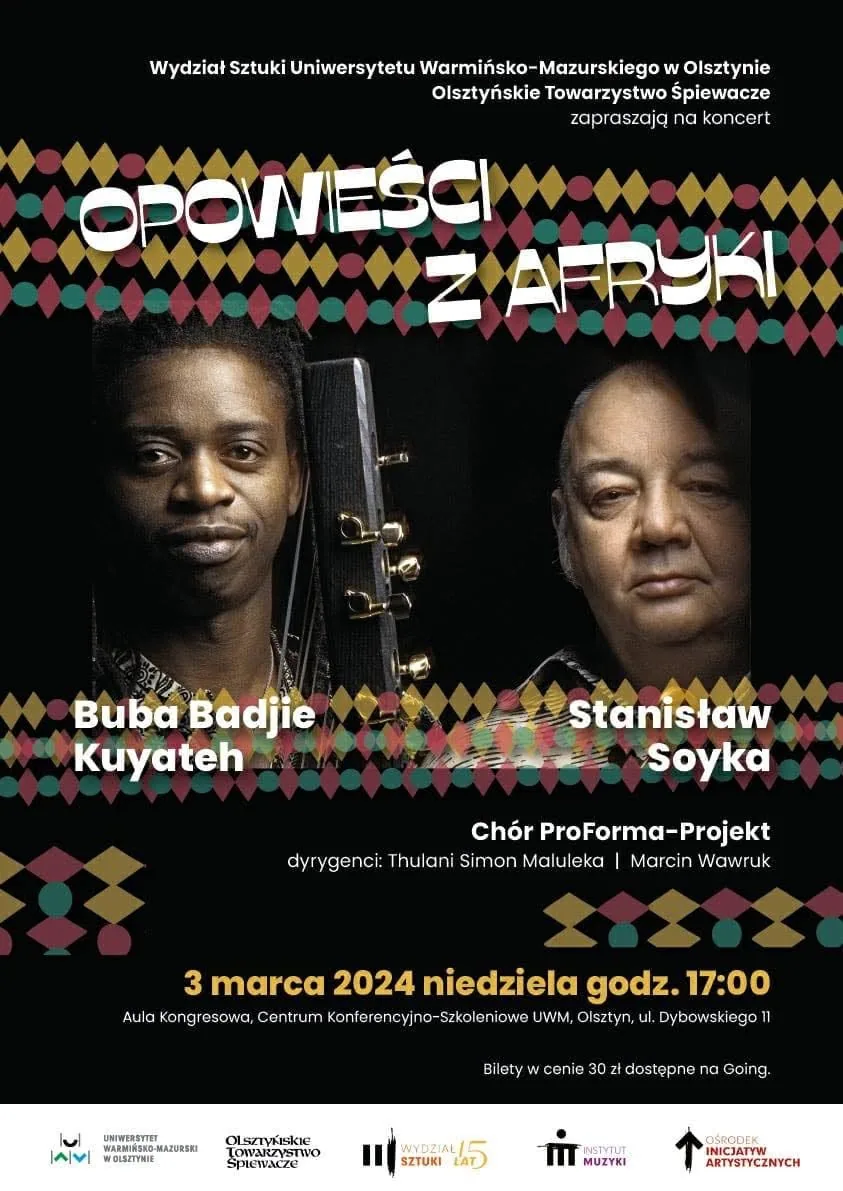 Wydział Sztuki Uniwersytetu Warmińsko-Mazurskiego w Olsztynie
Olsztyńskie Towarzystwo Śpiewacze
zapraszają na koncert
OPOWIEŚCI
Z AFRYKI
Buba Badjie
Kuyateh
Stanisław
Soyka
Chór ProForma-Projekt
dyrygenci: Thulani Simon Maluleka | Marcin Wawruk
3 marca 2024 niedziela godz. 17:00
Aula Kongresowa, Centrum Konferencyjno-Szkoleniowe UWM, Olsztyn, ul. Dybowskiego 11
Bilety w cenie 30 zł dostępne na Going.
UNIWERSYTET
WARMIŃSKO-MAZURSKI
W OLSZTYNIE
Olsztyńskie
Towarzystwo
Śpiewacze
WYDZIAŁ
SZTUKI
15
LAT
INSTYTUT
MUZYKI
OŚRODEK
INICJATYW
ARTYSTYCZNYCH